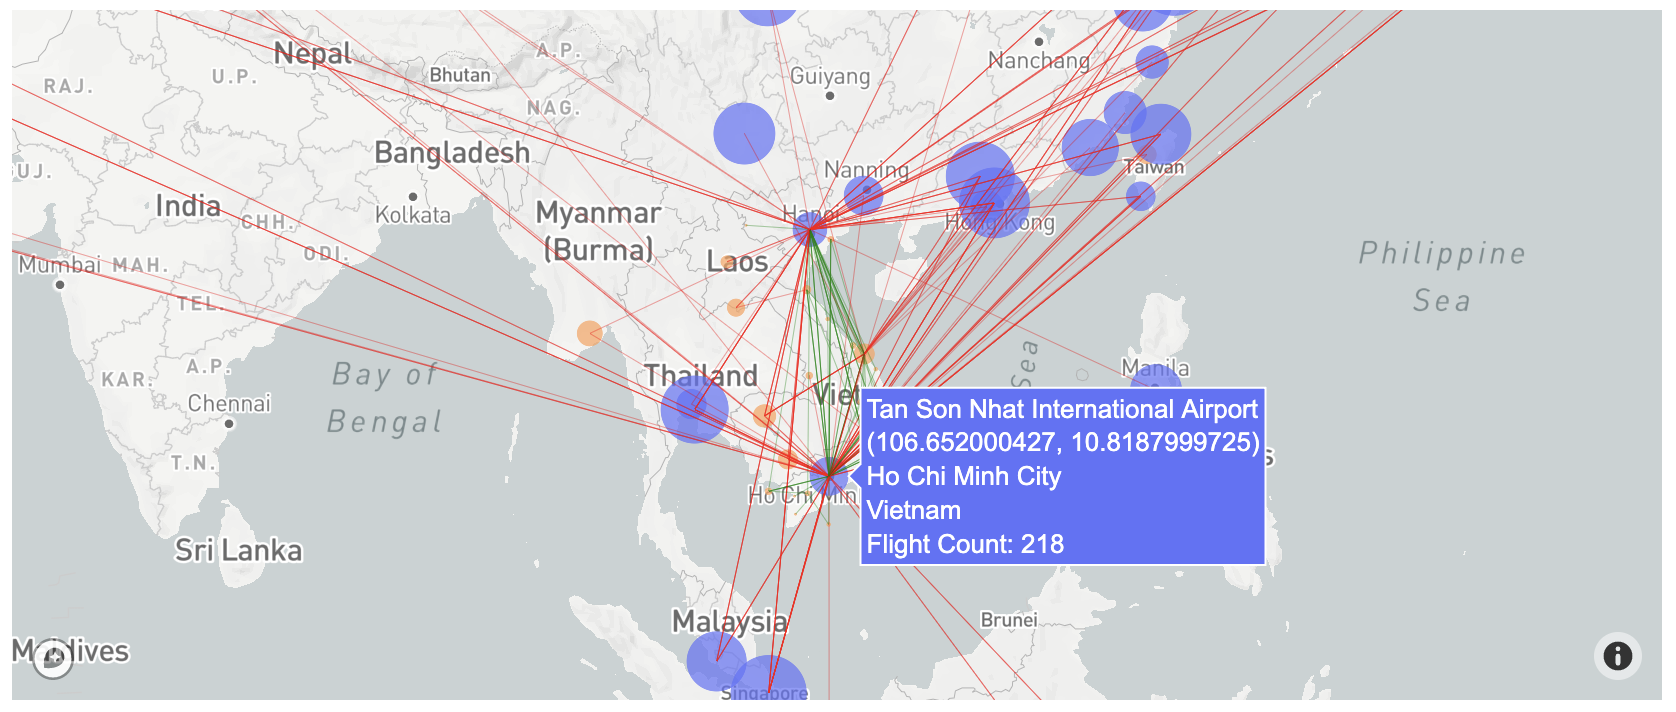 Nepal
A.P.
Nanchang
RAJ.
U.P.
Bhutan
Guiyang
NAG.
Bangladesh
Nanning
Taiwan
UJ.
India
Kolkata
CHH.
Myanmar
(Burma)
Hanoi
Hong Kong
ODI.
Laos
Philippine
Sea
Mumbai
MAH.
TEL.
A.P.
KAR.
Bay of
Bengal
Thailand
Viet
Sea
Manila
Chennai
T.N.
Tan Son Nhat International Airport
(106.652000427, 10.8187999725)
Ho Chi Minh City
Vietnam
Flight Count: 218
s
Ho Chi Min
Sri Lanka
Malaysia
Brunei
Maldives
Singapore